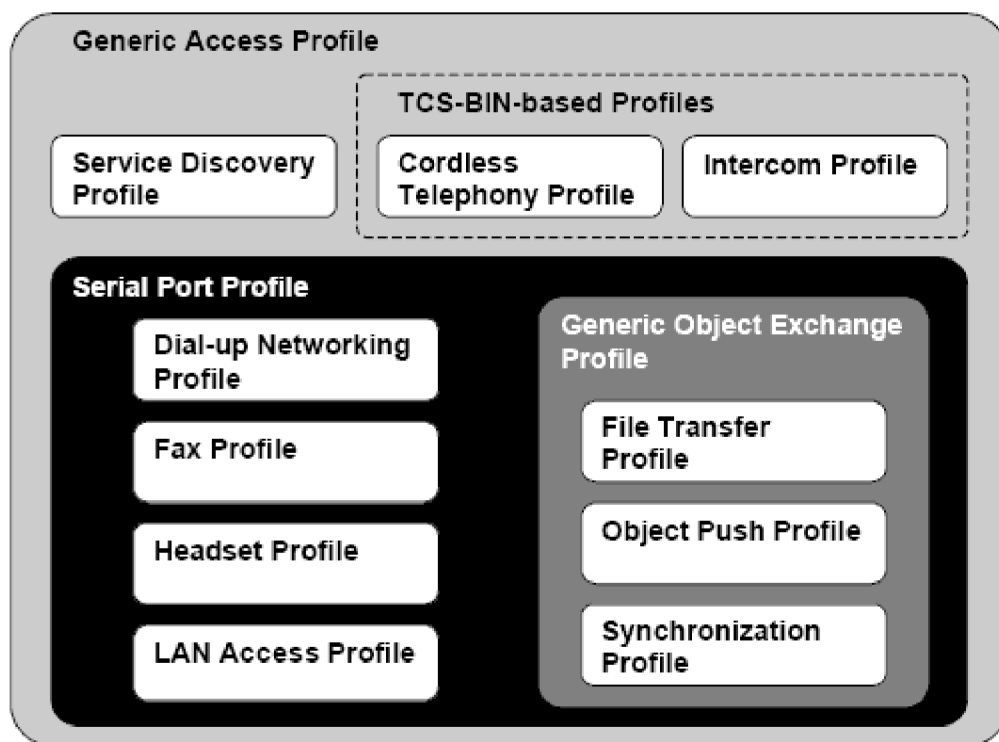 Generic Access Profile
TCS-BIN-based Profiles
Service Discovery
Profile
Cordless
Telephony Profile
Intercom Profile
Serial Port Profile
Dial-up Networking
Profile
Fax Profile
Headset Profile
LAN Access Profile
Generic Object Exchange
Profile
File Transfer
Profile
Object Push Profile
Synchronization
Profile